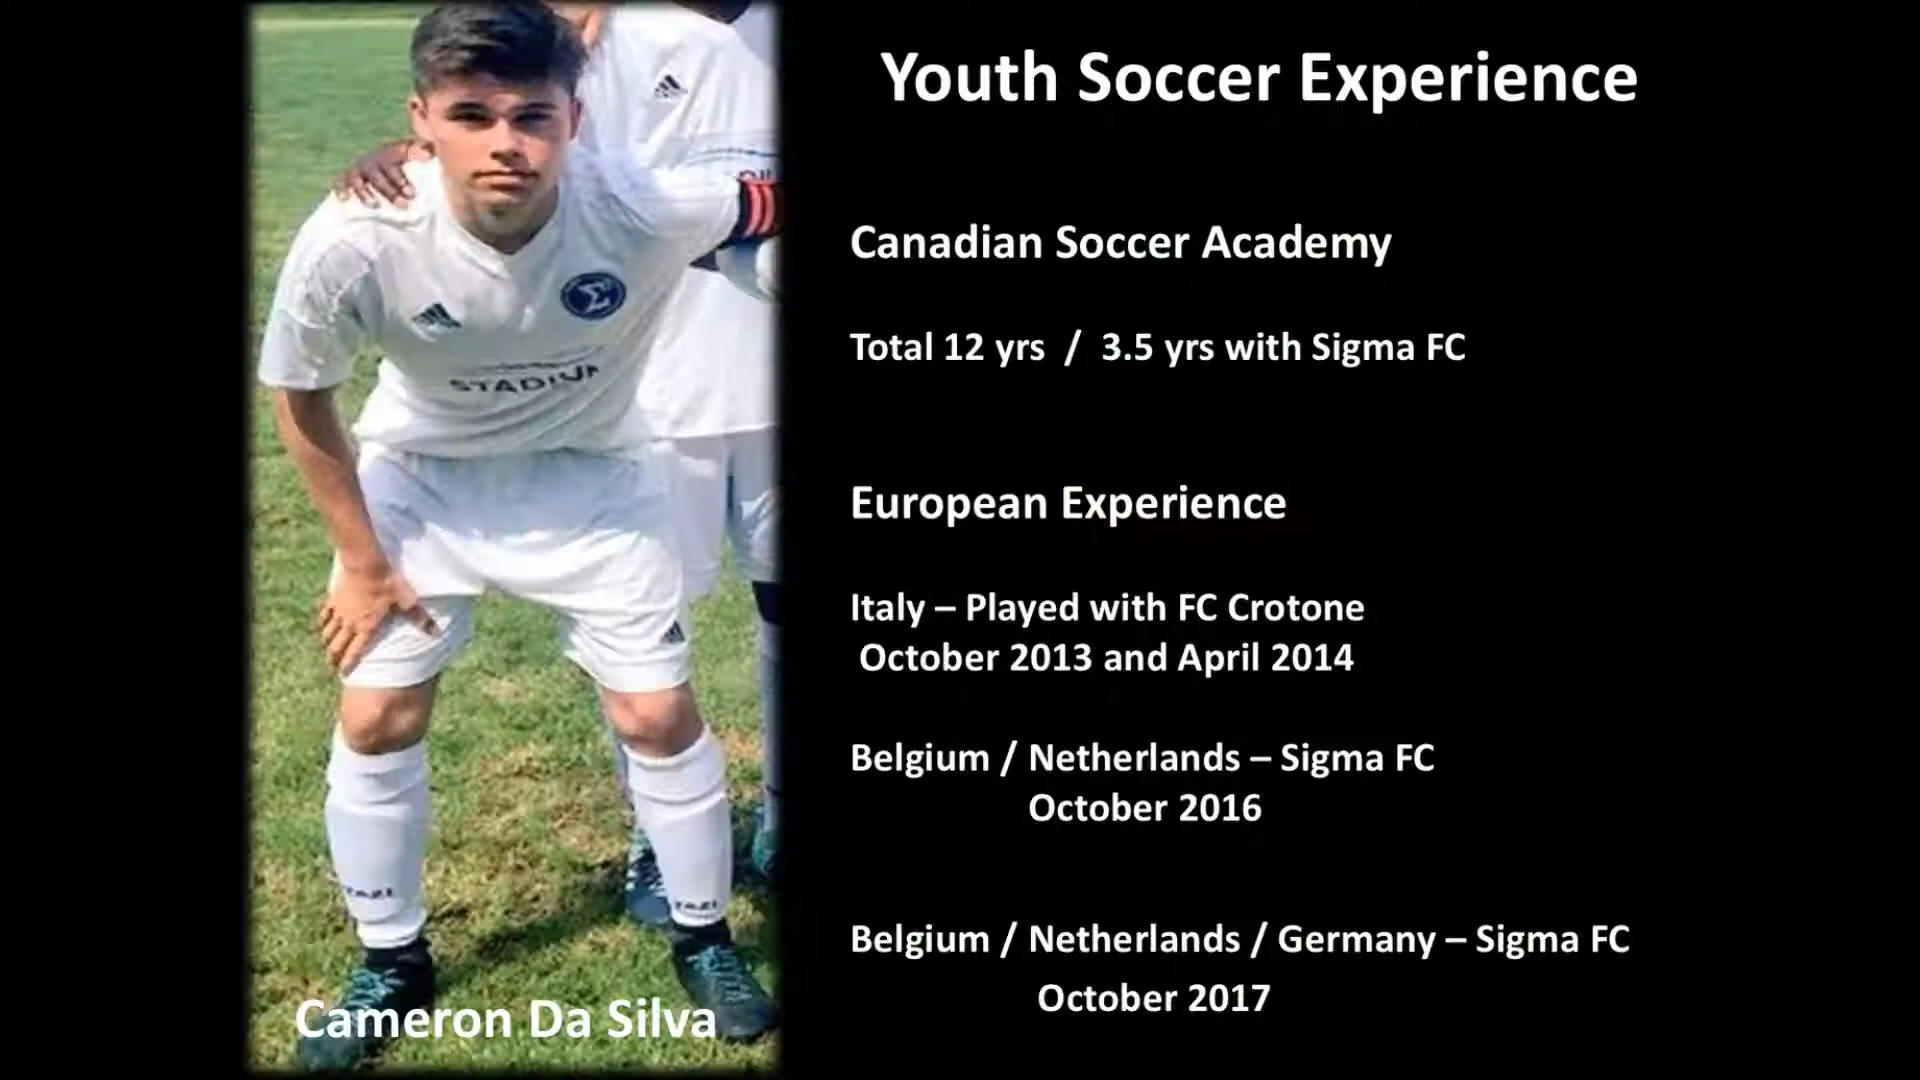 Youth Soccer Experience
Canadian Soccer Academy
Total 12 yrs / 3.5 yrs with Sigma FC
European Experience
Italy – Played with FC Crotone
October 2013 and April 2014
Belgium / Netherlands – Sigma FC
October 2016
Belgium / Netherlands / Germany – Sigma FC
October 2017
Cameron Da Silva
Σ
STADIUM